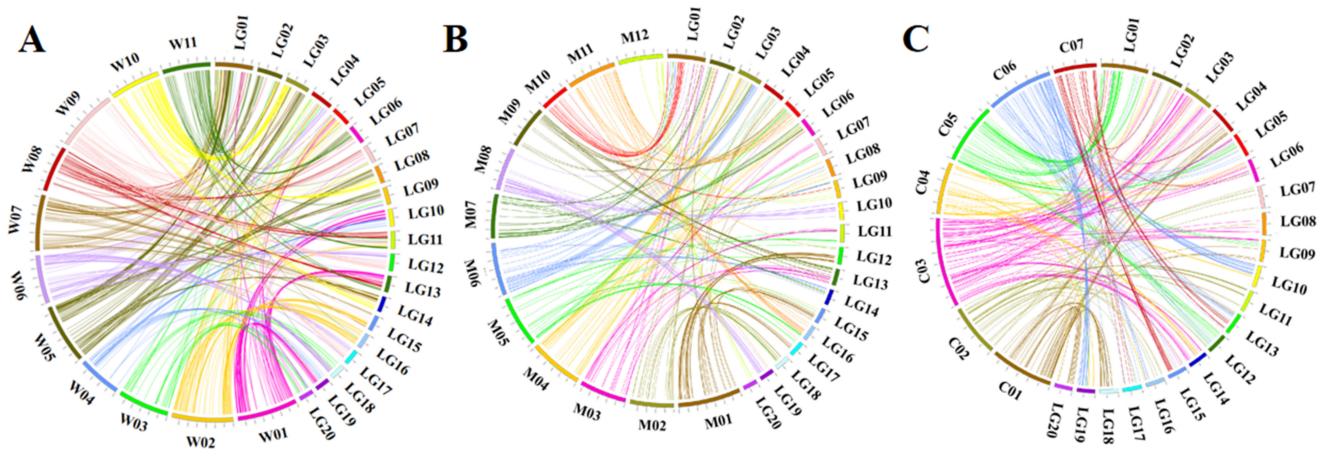 A
W11
LG01
LG02
LG03
LG04
LG05
LG06
LG07
LG08
LG09
LG10
LG11
LG12
LG13
LG14
LG15
LG16
LG17
LG18
LG19
LG20
W01
W02
W03
W04
W05
W06
W07
W08
W09
W10
B
M12
LG01
LG02
LG03
LG04
LG05
LG06
LG07
LG08
LG09
LG10
LG11
LG12
LG13
LG14
LG15
LG16
LG17
LG18
LG19
LG20
M01
M02
M03
M04
M05
M06
M07
M08
M09
M10
M11
C
C07
LG01
LG02
LG03
LG04
LG05
LG06
LG07
LG08
LG09
LG10
LG11
LG13
LG12
LG14
LG15
LG16
LG17
LG18
LG19
LG20
C01
C02
C03
C04
C05
C06